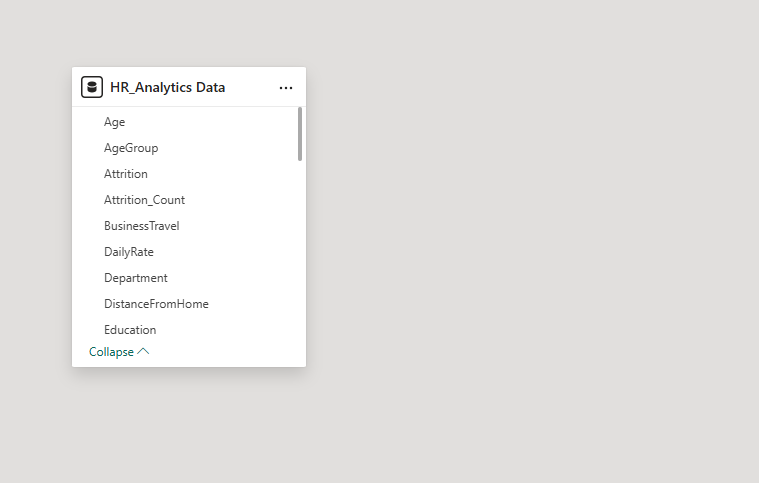 HR_Analytics Data
Age
AgeGroup
Attrition
Attrition_Count
BusinessTravel
DailyRate
Department
DistanceFromHome
Education
Collapse